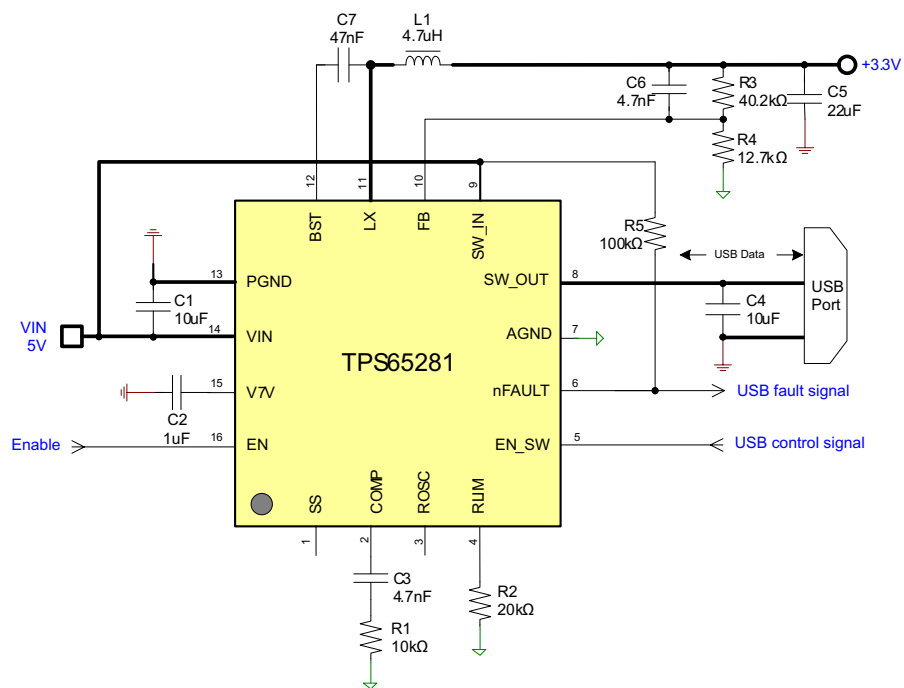 C7
47nF
L1
4.7uH
+3.3V
C6
4.7nF
R3
40.2kΩ
C5
22uF
R4
12.7kΩ
12
11
10
9
BST
LX
FB
SW_IN
R5
100kΩ
USB Data
13
PGND
SW_OUT
8
USB
Port
C1
10uF
C4
10uF
VIN
5V
14
VIN
AGND
7
TPS65281
15
V7V
nFAULT
6
USB fault signal
C2
1uF
Enable
16
EN
EN_SW
5
USB control signal
SS
COMP
ROSC
RLIM
1
2
3
4
C3
4.7nF
R2
20kΩ
R1
10kΩ